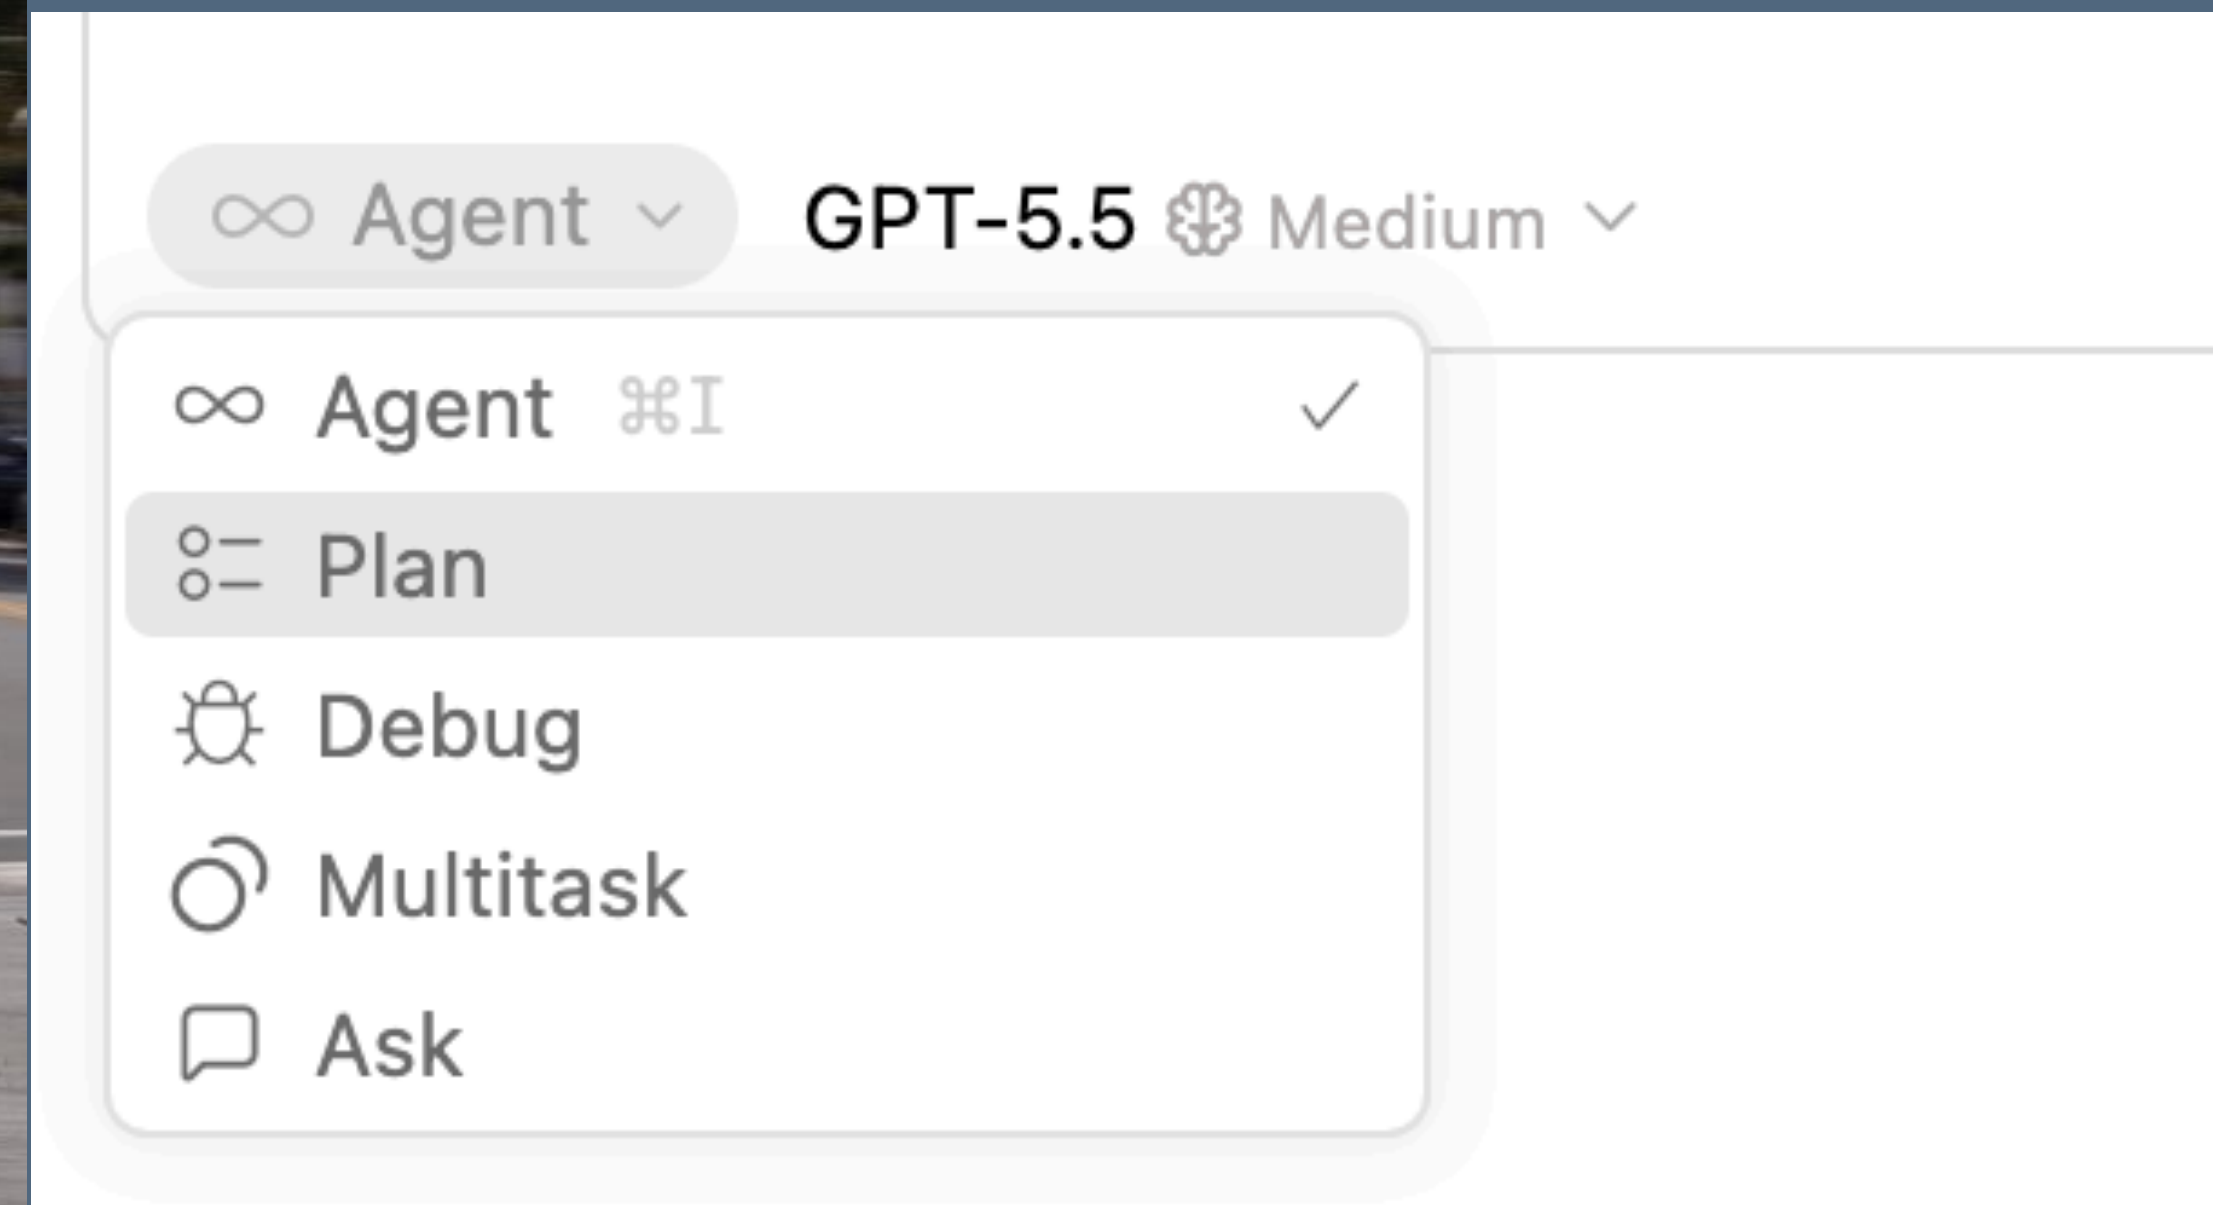 Agent GPT-5.5 Medium
Agent ⌘I
Plan
Debug
Multitask
Ask